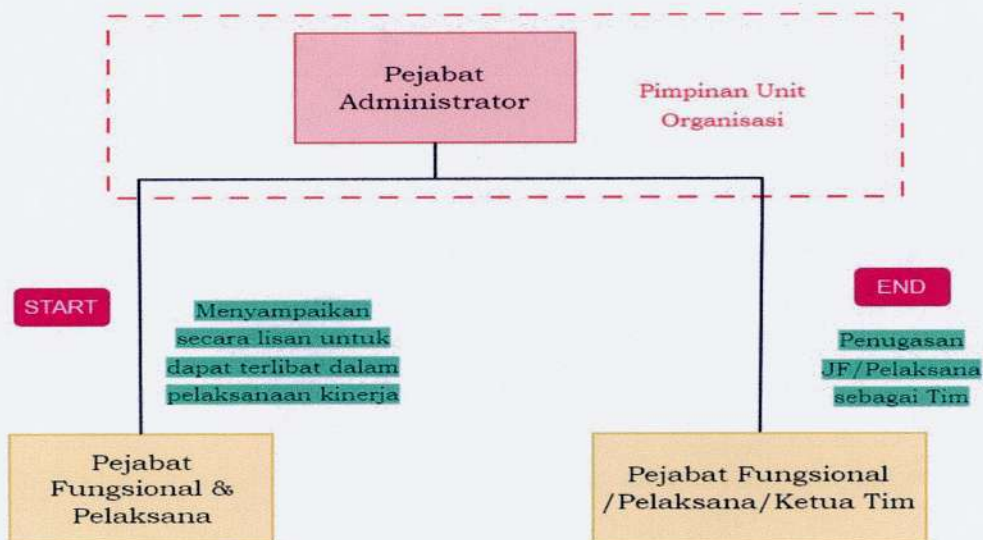 Pejabat
Administrator
Pimpinan Unit
Organisasi
START
Menyampaikan
secara lisan untuk
dapat terlibat dalam
pelaksanaan kinerja
END
Penugasan
JF/Pelaksana
sebagai Tim
Pejabat
Fungsional &
Pelaksana
Pejabat Fungsional
/Pelaksana/Ketua Tim